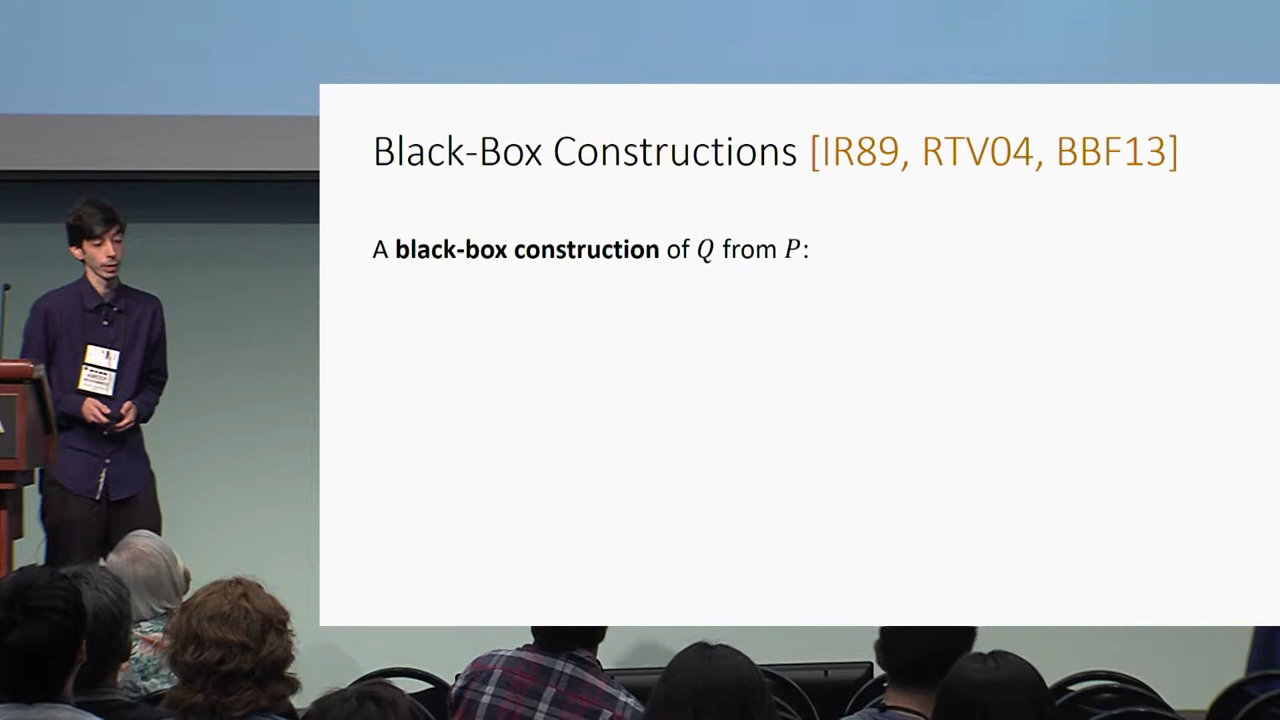 Black-Box Constructions [IR89, RTV04, BBF13]
A black-box construction of Q from P: